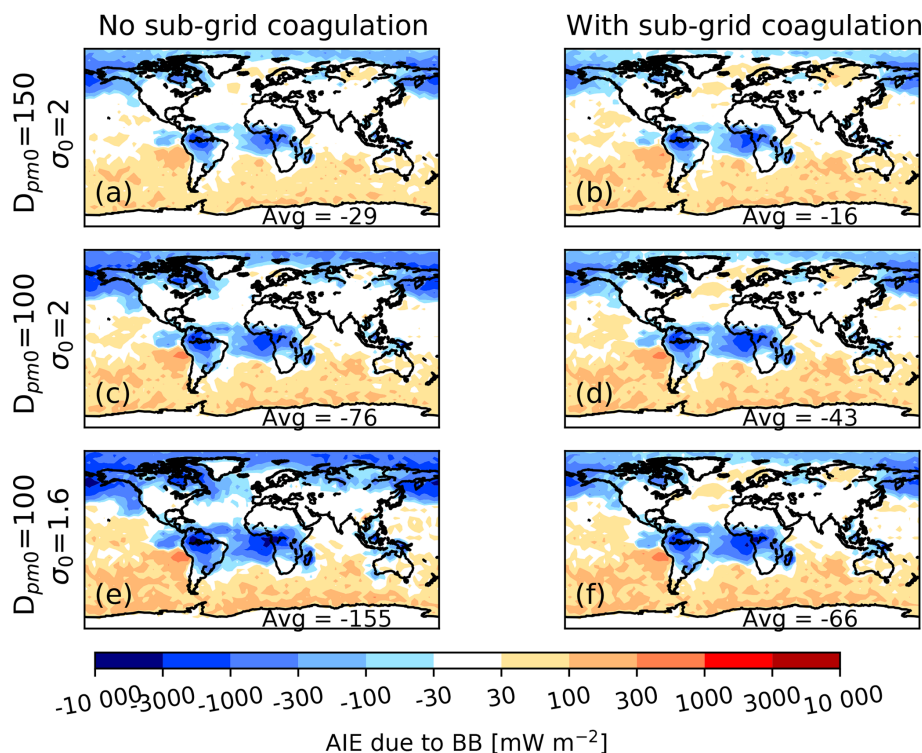 No sub-grid coagulation
With sub-grid coagulation
D_pm0=150
σ_0=2
(a)
Avg = -29
(b)
Avg = -16
D_pm0=100
σ_0=2
(c)
Avg = -76
(d)
Avg = -43
D_pm0=100
σ_0=1.6
(e)
Avg = -155
(f)
Avg = -66
-10 000 -3000 -1000 -300 -100 -30 30 100 300 1000 3000 10 000
AIE due to BB [mW m⁻²]